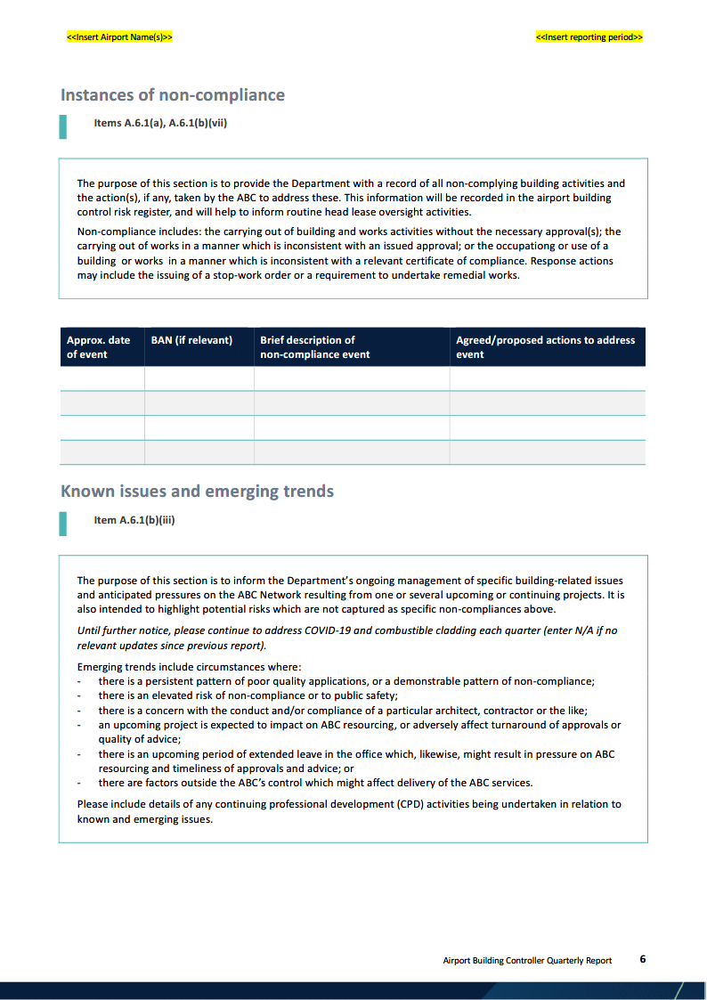 <<Insert Airport Name(s)>> <<Insert reporting period>>
Instances of non-compliance
Items A.6.1(a), A.6.1(b)(vii)
The purpose of this section is to provide the Department with a record of all non-complying building activities and
the action(s), if any, taken by the ABC to address these. This information will be recorded in the airport building
control risk register, and will help to inform routine head lease oversight activities.
Non-compliance includes: the carrying out of building and works activities without the necessary approval(s); the
carrying out of works in a manner which is inconsistent with an issued approval; or the occupationg or use of a
building or works in a manner which is inconsistent with a relevant certificate of compliance. Response actions
may include the issuing of a stop-work order or a requirement to undertake remedial works.
Approx. date BAN (if relevant) Brief description of Agreed/proposed actions to address
of event non-compliance event event
Known issues and emerging trends
Item A.6.1(b)(iii)
The purpose of this section is to inform the Department's ongoing management of specific building-related issues
and anticipated pressures on the ABC Network resulting from one or several upcoming or continuing projects. It is
also intended to highlight potential risks which are not captured as specific non-compliances above.
Until further notice, please continue to address COVID-19 and combustible cladding each quarter (enter N/A if no
relevant updates since previous report).
Emerging trends include circumstances where:
- there is a persistent pattern of poor quality applications, or a demonstrable pattern of non-compliance;
- there is an elevated risk of non-compliance or to public safety;
- there is a concern with the conduct and/or compliance of a particular architect, contractor or the like;
- an upcoming project is expected to impact on ABC resourcing, or adversely affect turnaround of approvals or
quality of advice;
- there is an upcoming period of extended leave in the office which, likewise, might result in pressure on ABC
resourcing and timeliness of approvals and advice; or
- there are factors outside the ABC's control which might affect delivery of the ABC services.
Please include details of any continuing professional development (CPD) activities being undertaken in relation to
known and emerging issues.
Airport Building Controller Quarterly Report 6